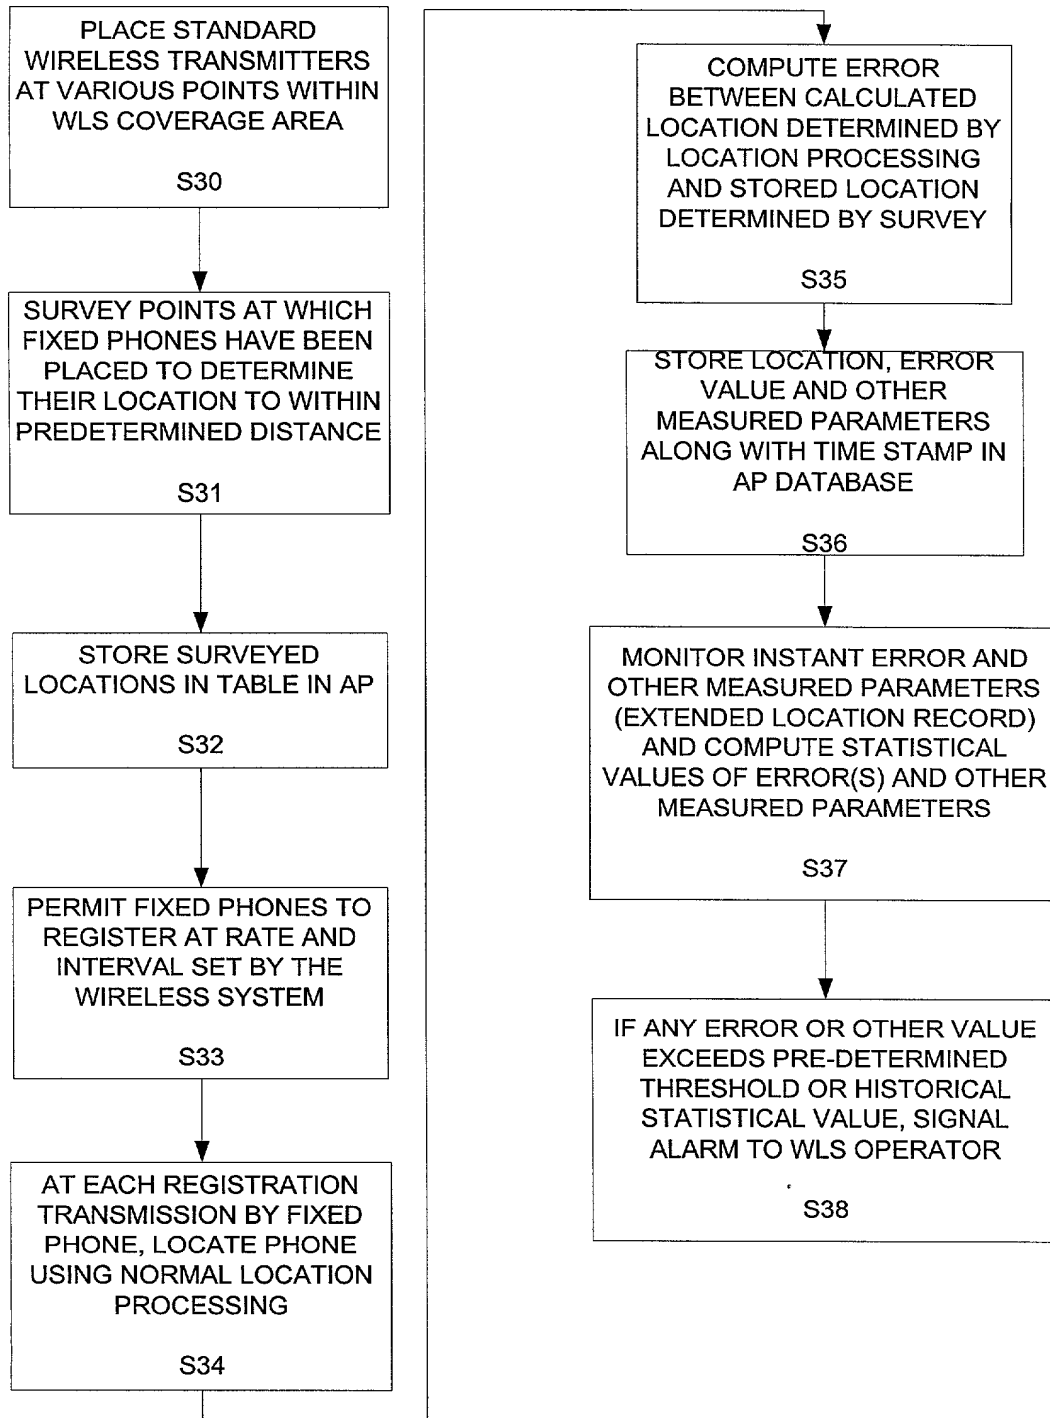 PLACE STANDARD
WIRELESS TRANSMITTERS
AT VARIOUS POINTS WITHIN
WLS COVERAGE AREA
S30
SURVEY POINTS AT WHICH
FIXED PHONES HAVE BEEN
PLACED TO DETERMINE
THEIR LOCATION TO WITHIN
PREDETERMINED DISTANCE
S31
STORE SURVEYED
LOCATIONS IN TABLE IN AP
S32
PERMIT FIXED PHONES TO
REGISTER AT RATE AND
INTERVAL SET BY THE
WIRELESS SYSTEM
S33
AT EACH REGISTRATION
TRANSMISSION BY FIXED
PHONE, LOCATE PHONE
USING NORMAL LOCATION
PROCESSING
S34
COMPUTE ERROR
BETWEEN CALCULATED
LOCATION DETERMINED BY
LOCATION PROCESSING
AND STORED LOCATION
DETERMINED BY SURVEY
S35
STORE LOCATION, ERROR
VALUE AND OTHER
MEASURED PARAMETERS
ALONG WITH TIME STAMP IN
AP DATABASE
S36
MONITOR INSTANT ERROR AND
OTHER MEASURED PARAMETERS
(EXTENDED LOCATION RECORD)
AND COMPUTE STATISTICAL
VALUES OF ERROR(S) AND OTHER
MEASURED PARAMETERS
S37
IF ANY ERROR OR OTHER VALUE
EXCEEDS PRE-DETERMINED
THRESHOLD OR HISTORICAL
STATISTICAL VALUE, SIGNAL
ALARM TO WLS OPERATOR
S38